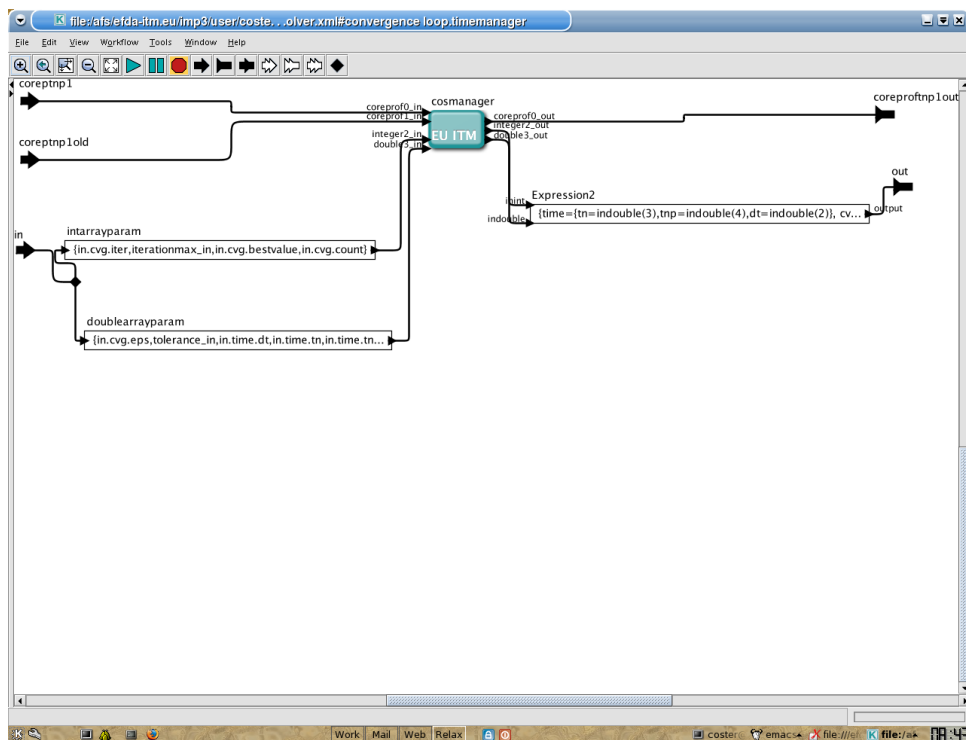 file:/afs/efda-itm.eu/imp3/user/coste...olver.xml#convergence loop.timemanager
File Edit View Workflow Tools Window Help
coreptnp1
coreptnp1old
in
intarrayparam
{in.cvg.iter,iterationmax_in,in.cvg.bestvalue,in.cvg.count}
doublearrayparam
{in.cvg.eps,tolerance_in,in.time.dt,in.time.tn,in.time.tn...
cosmanager
coreprof0_in
coreprof1_in
integer2_in
double3_in
EU ITM
coreprof0_out
integer2_out
double3_out
Expression2
inint
indouble
{time={tn=indouble(3),tnp=indouble(4),dt=indouble(2)}, cv...
output
coreproftnp1out
out
Work Mail Web Relax
coster
emacs
file:///ef
file:/a